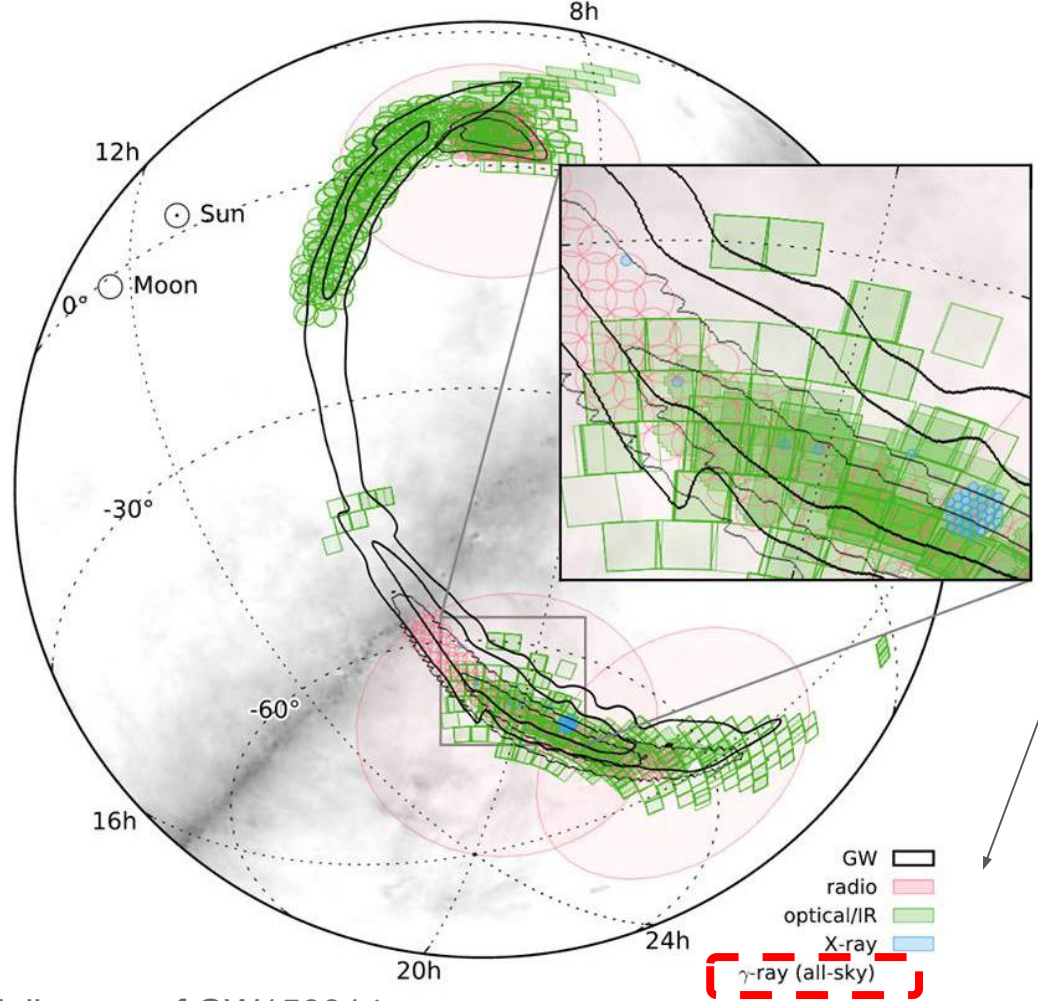 8h
12h
Sun
Moon
0°
-30°
-60°
16h
GW
radio
optical/IR
X-ray
γ-ray (all-sky)
24h
20h